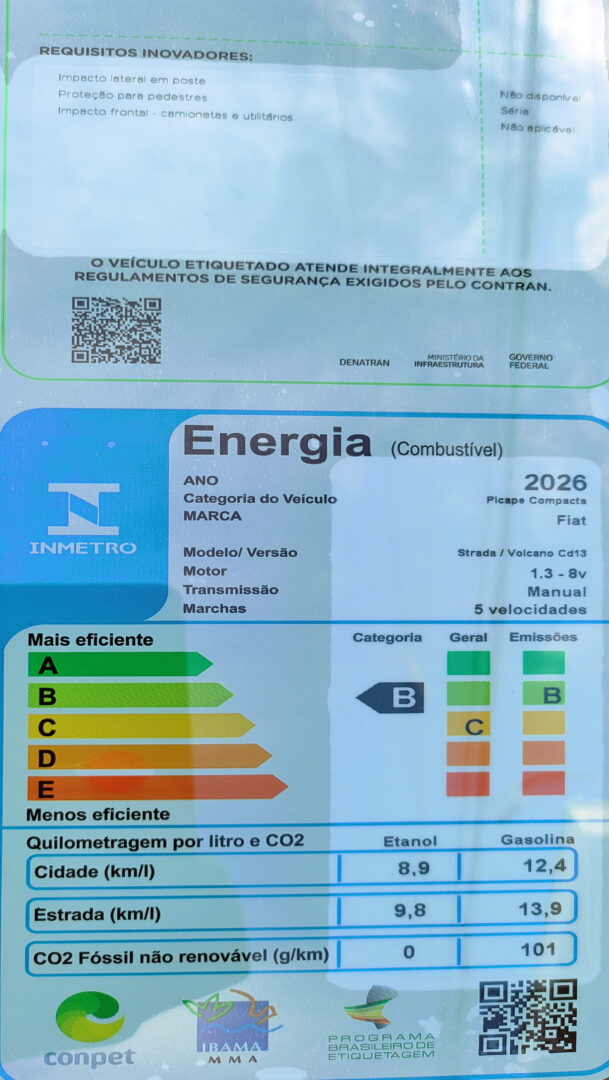 REQUISITOS INOVADORES:
Impacto lateral em poste Não disponível
Proteção para pedestres Série
Impacto frontal - camionetas e utilitários Não aplicável
O VEÍCULO ETIQUETADO ATENDE INTEGRALMENTE AOS
REGULAMENTOS DE SEGURANÇA EXIGIDOS PELO CONTRAN.
DENATRAN MINISTÉRIO DA INFRAESTRUTURA GOVERNO FEDERAL
Energia (Combustível)
ANO 2026
Categoria do Veículo Picape Compacta
MARCA Fiat
INMETRO
Modelo/ Versão Strada / Volcano Cd13
Motor 1.3 - 8v
Transmissão Manual
Marchas 5 velocidades
Mais eficiente Categoria Geral Emissões
A
B B B
C C
D
E
Menos eficiente
Quilometragem por litro e CO2 Etanol Gasolina
Cidade (km/l) 8,9 12,4
Estrada (km/l) 9,8 13,9
CO2 Fóssil não renovável (g/km) 0 101
conpet
IBAMA
MMA
PROGRAMA
BRASILEIRO DE
ETIQUETAGEM